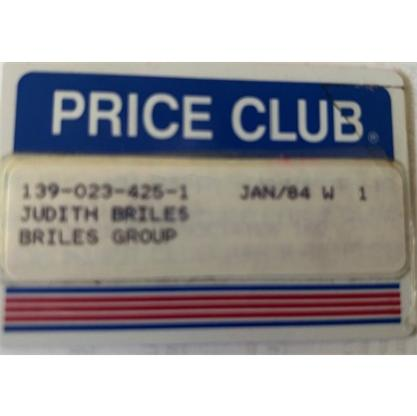 PRICE CLUB®
139-023-425-1 JAN/84 W 1
JUDITH BRILES
BRILES GROUP